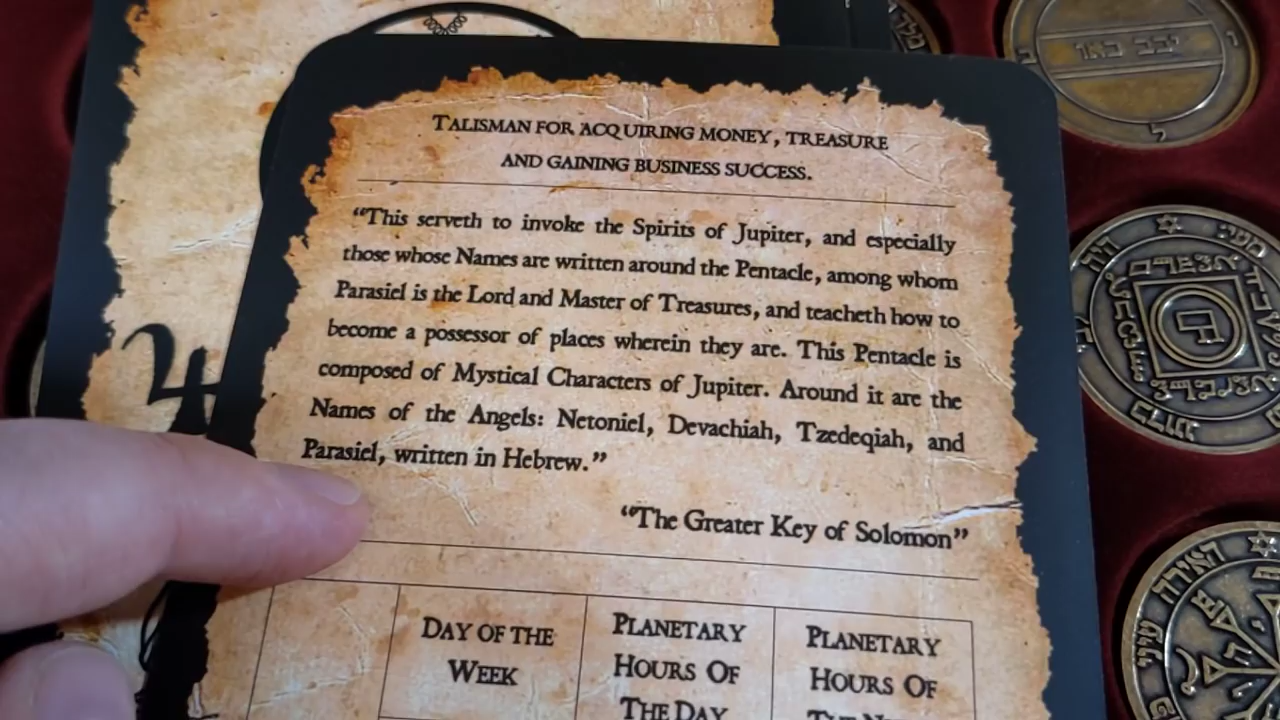 TALISMAN FOR ACQUIRING MONEY, TREASURE
AND GAINING BUSINESS SUCCESS.
“This serveth to invoke the Spirits of Jupiter, and especially
those whose Names are written around the Pentacle, among whom
Parasiel is the Lord and Master of Treasures, and teacheth how to
become a possessor of places wherein they are. This Pentacle is
composed of Mystical Characters of Jupiter. Around it are the
Names of the Angels: Netoniel, Devachiah, Tzedeqiah, and
Parasiel, written in Hebrew.”
“The Greater Key of Solomon”
DAY OF THE
WEEK
PLANETARY
HOURS OF
THE DAY
PLANETARY
HOURS OF